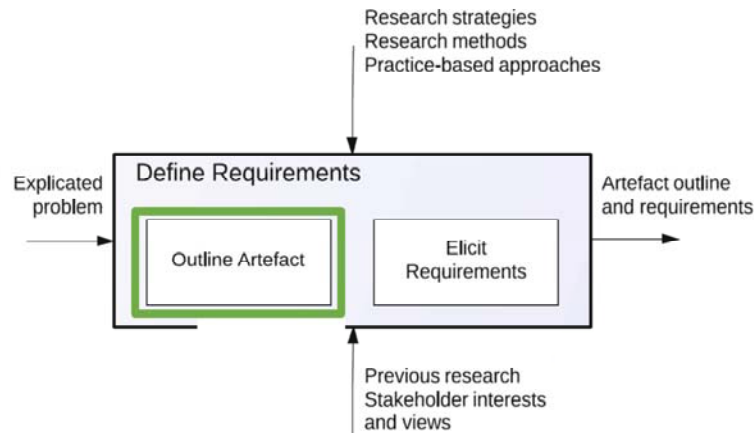 Research strategies
Research methods
Practice-based approaches
Define Requirements
Explicated
problem
Artefact outline
and requirements
Outline Artefact
Elicit
Requirements
Previous research
Stakeholder interests
and views